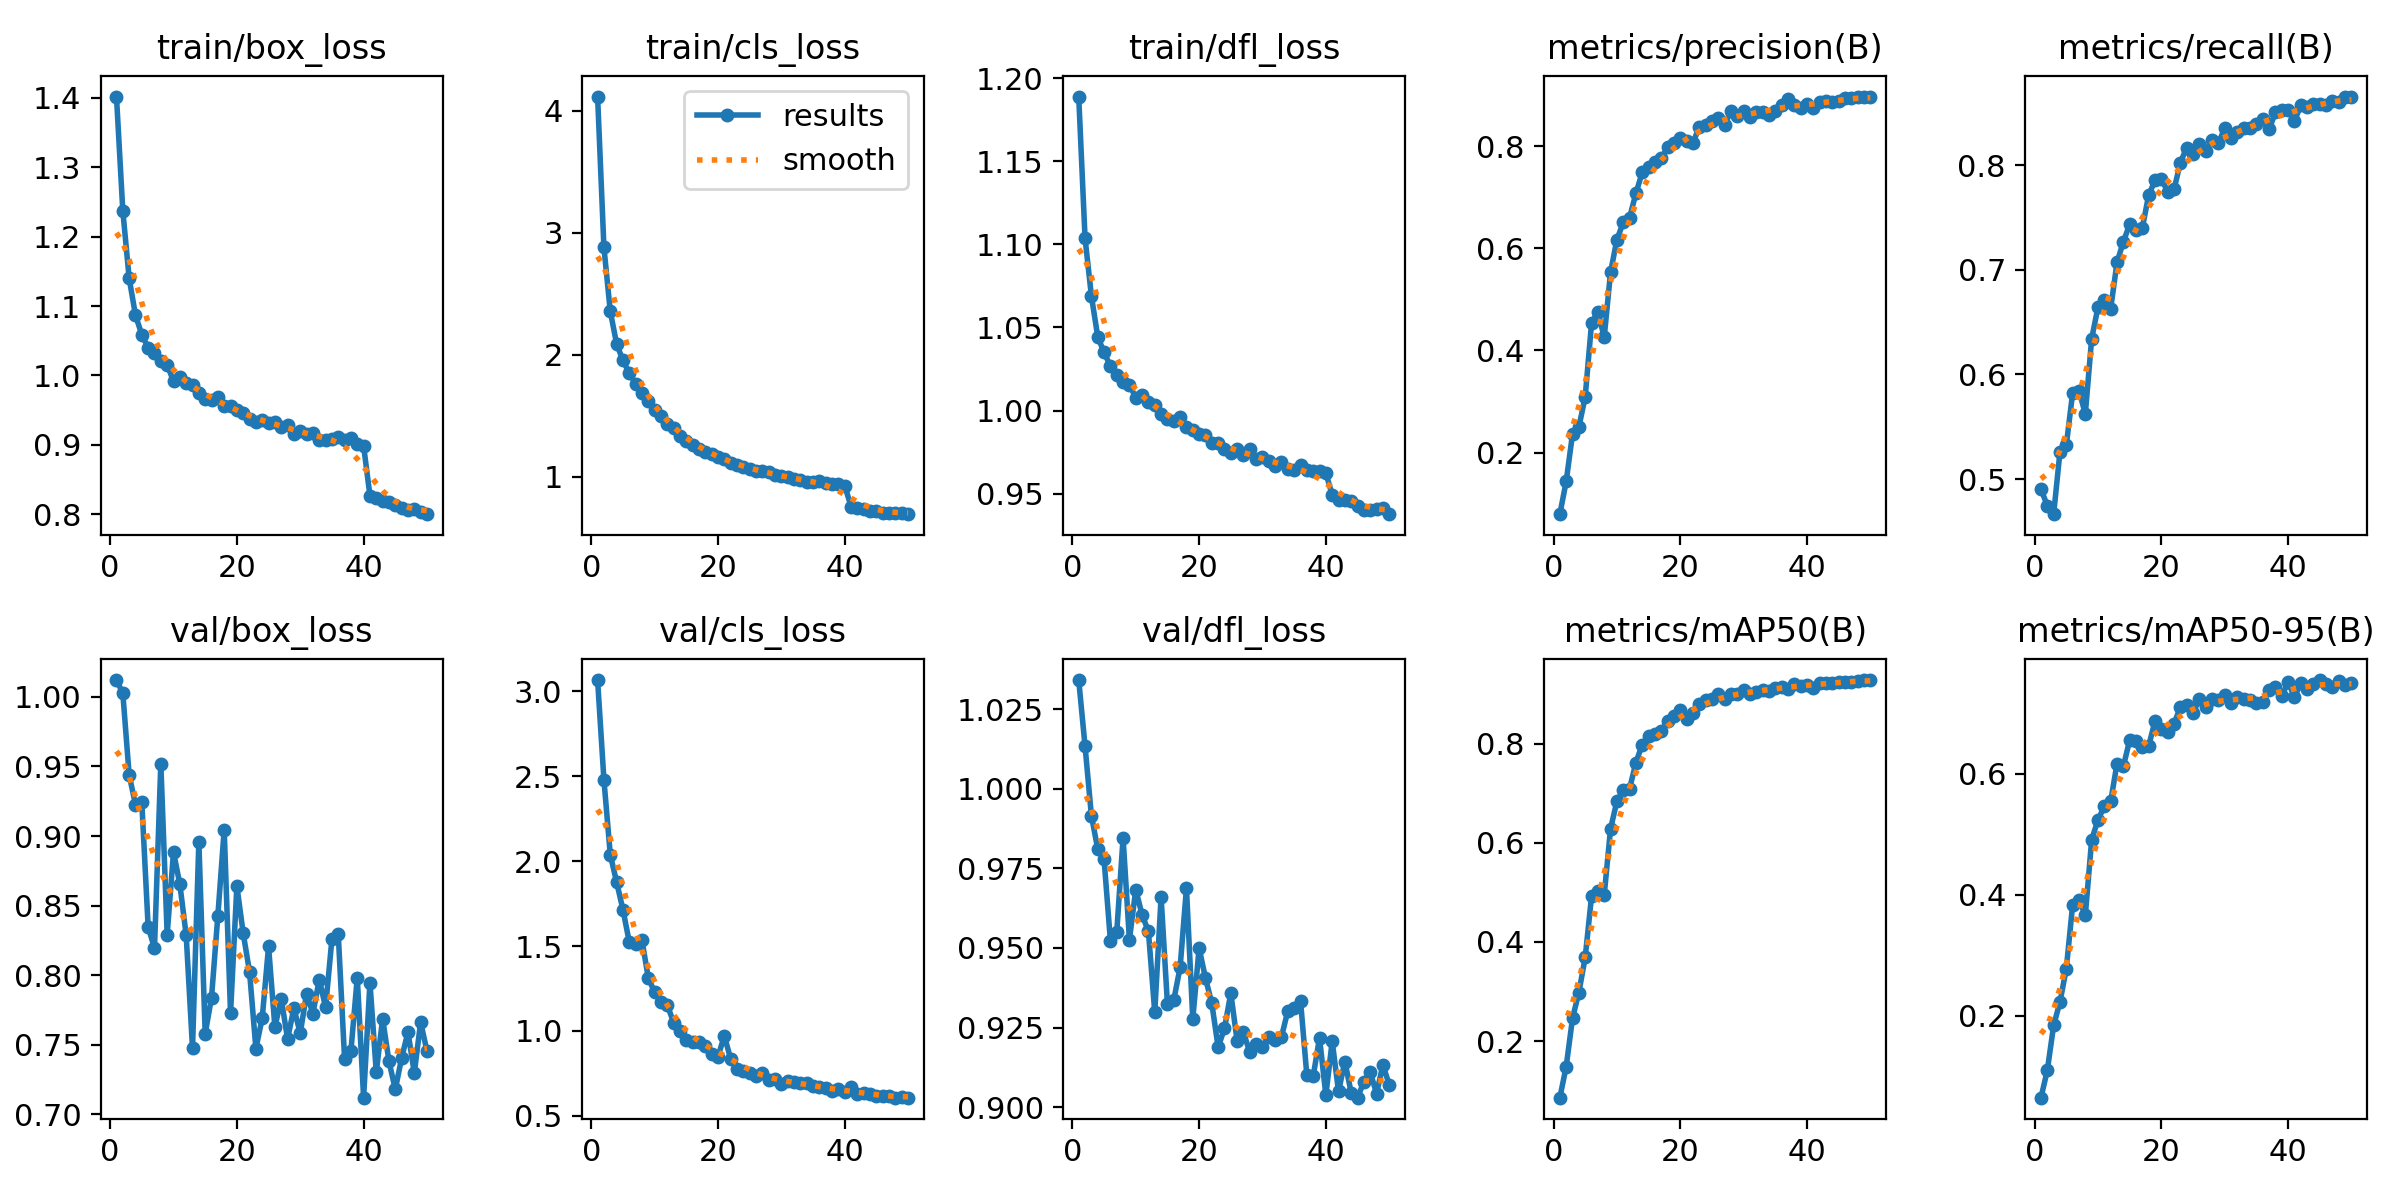 train/box_loss
1.4
1.3
1.2
1.1
1.0
0.9
0.8
0 20 40
train/cls_loss
results
smooth
4
3
2
1
0 20 40
train/dfl_loss
1.20
1.15
1.10
1.05
1.00
0.95
0 20 40
metrics/precision(B)
0.8
0.6
0.4
0.2
0 20 40
metrics/recall(B)
0.8
0.7
0.6
0.5
0 20 40
val/box_loss
1.00
0.95
0.90
0.85
0.80
0.75
0.70
0 20 40
val/cls_loss
3.0
2.5
2.0
1.5
1.0
0.5
0 20 40
val/dfl_loss
1.025
1.000
0.975
0.950
0.925
0.900
0 20 40
metrics/mAP50(B)
0.8
0.6
0.4
0.2
0 20 40
metrics/mAP50-95(B)
0.6
0.4
0.2
0 20 40